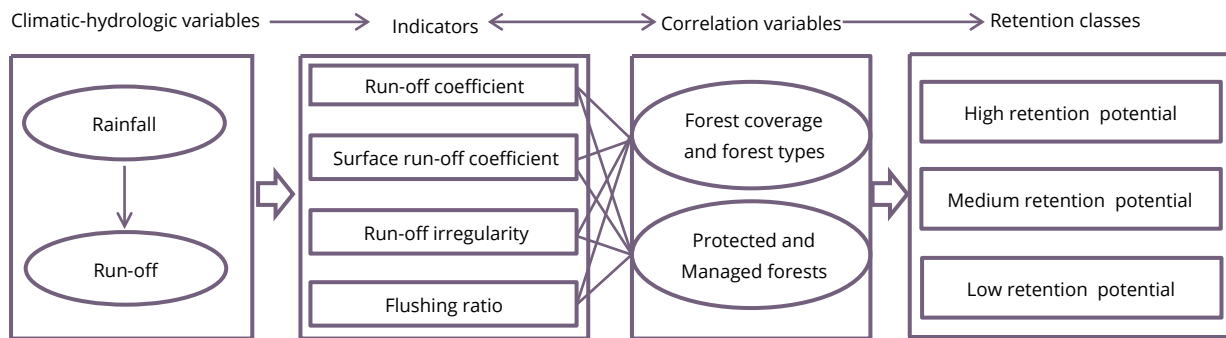 Climatic-hydrologic variables
Indicators
Correlation variables
Retention classes
Rainfall
Run-off
Run-off coefficient
Surface run-off coefficient
Run-off irregularity
Flushing ratio
Forest coverage
and forest types
Protected and
Managed forests
High retention potential
Medium retention potential
Low retention potential